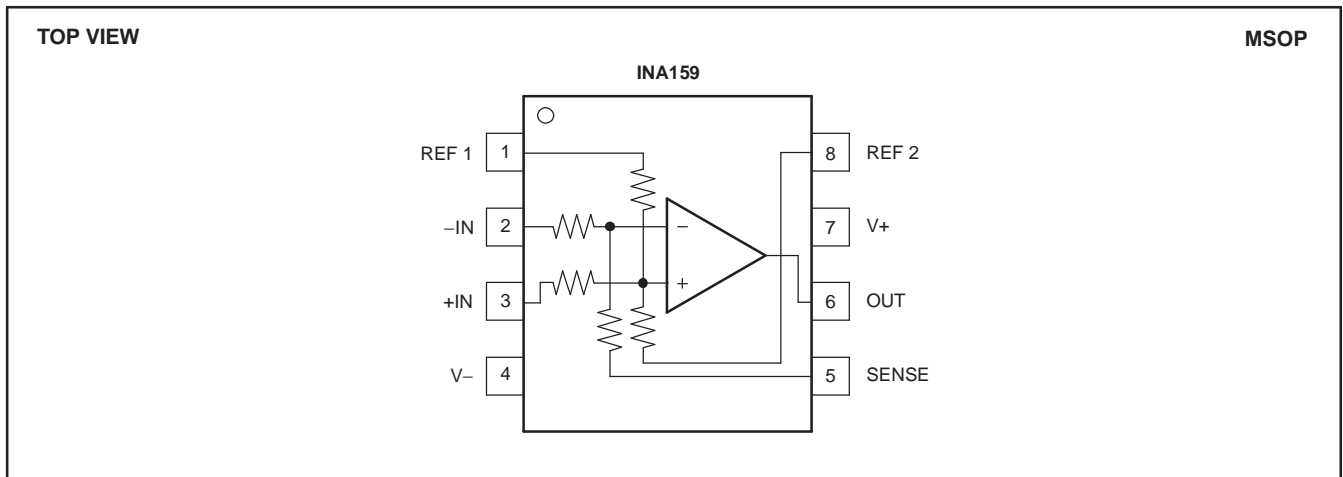 TOP VIEW
MSOP
INA159
REF 1 1
8 REF 2
−IN 2
7 V+
+IN 3
6 OUT
V− 4
5 SENSE
−
+